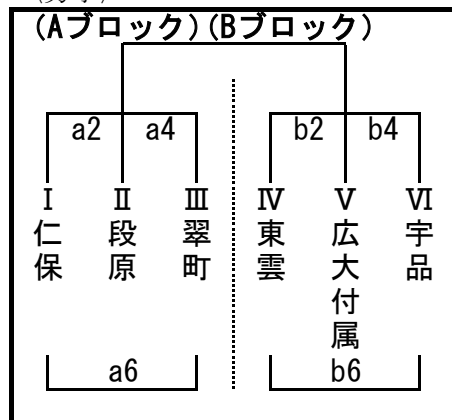 (Aブロック)(Bブロック)
a2 a4 b2 b4
Ⅰ Ⅱ Ⅲ Ⅳ Ⅴ Ⅵ
仁保
段原
翠町
東雲
広大付属
宇品
a6 b6